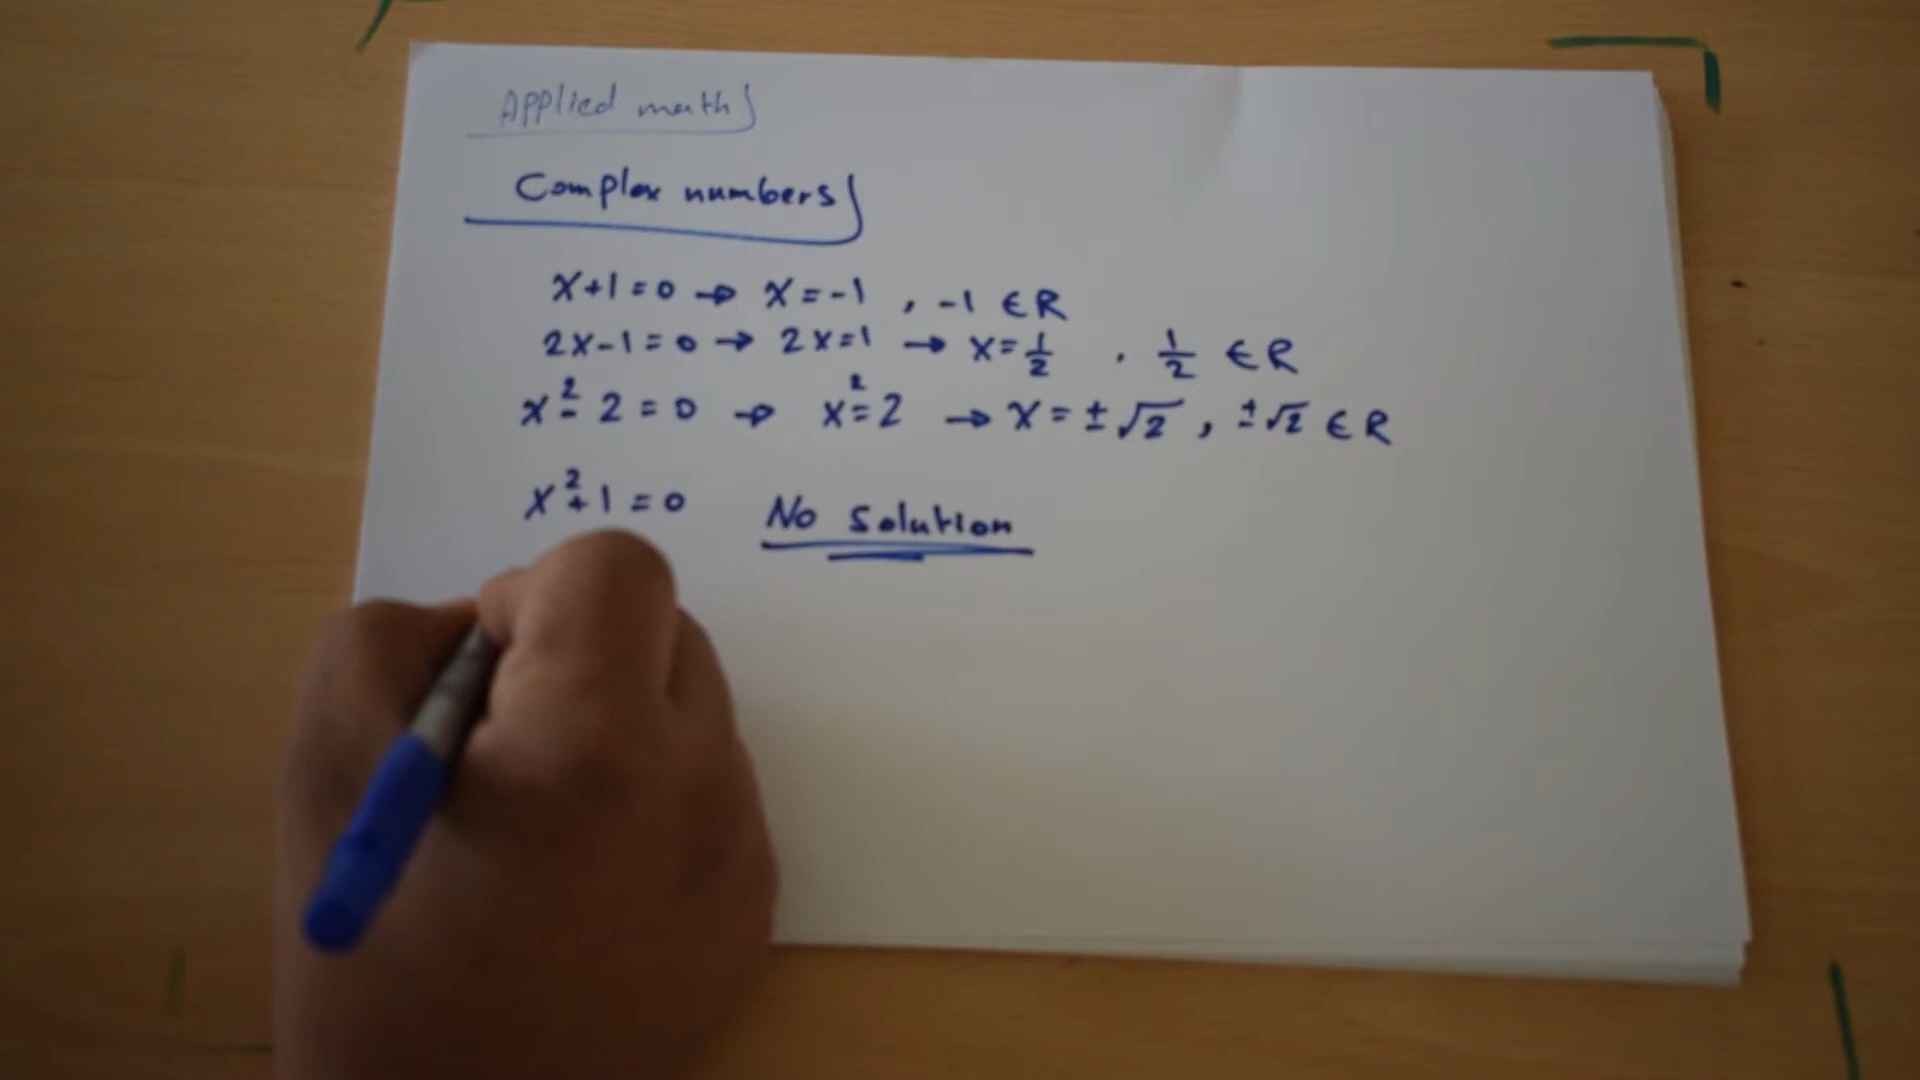 Applied math
Complex numbers
x+1=0 → x=-1 , -1 ∈ R
2x-1=0 → 2x=1 → x=1/2 . 1/2 ∈ R
x²-2=0 → x²=2 → x=±√2 , ±√2 ∈ R
x²+1=0 No Solution